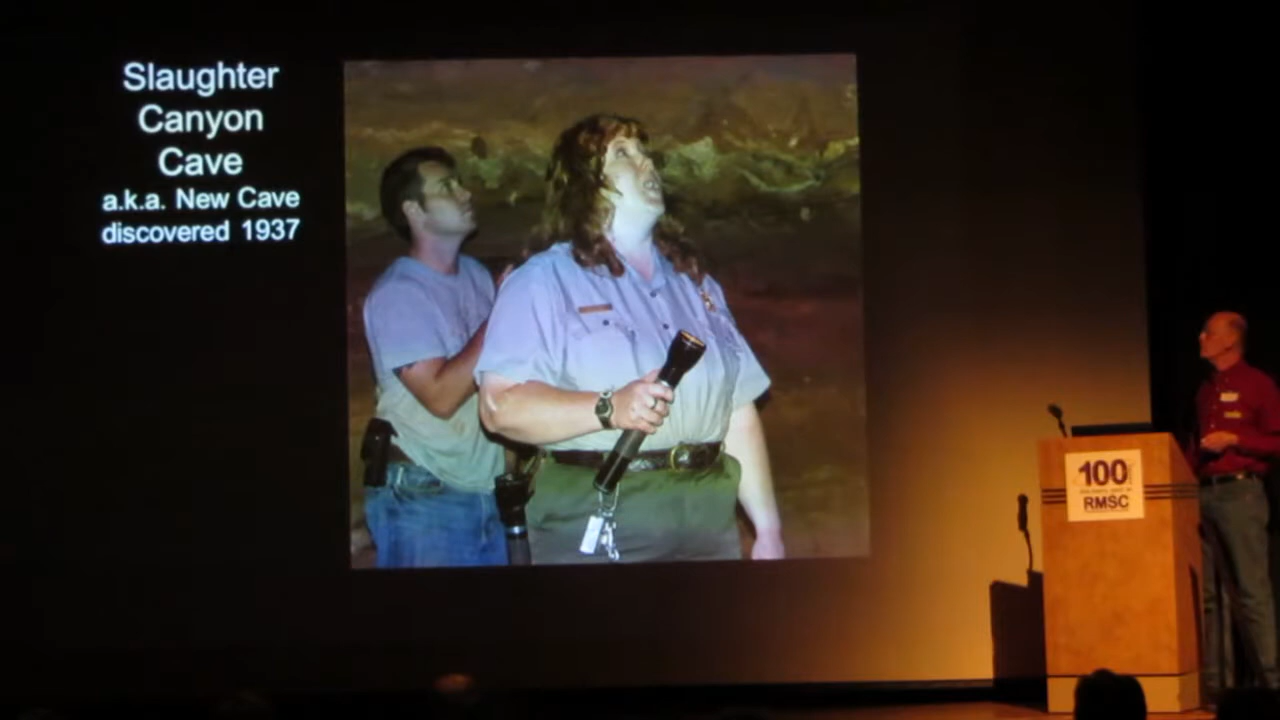 Slaughter
Canyon
Cave
a.k.a. New Cave
discovered 1937
100
RMSC